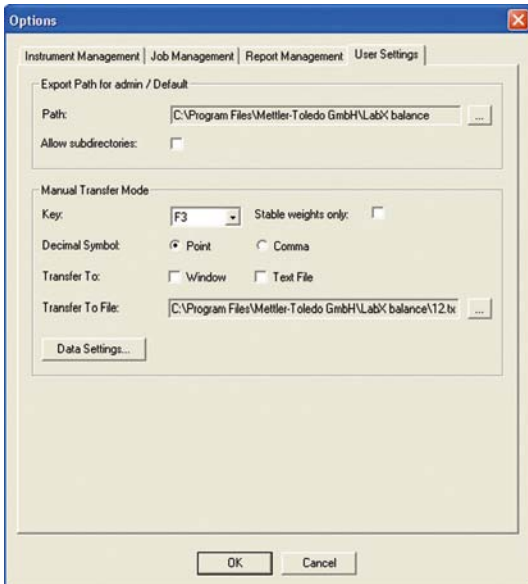 Options
Instrument Management Job Management Report Management User Settings
Export Path for admin / Default
Path: C:\Program Files\Mettler-Toledo GmbH\LabX balance ...
Allow subdirectories:
Manual Transfer Mode
Key: F3 Stable weights only:
Decimal Symbol: Point Comma
Transfer To: Window Text File
Transfer To File: C:\Program Files\Mettler-Toledo GmbH\LabX balance\12.tx ...
Data Settings...
OK Cancel